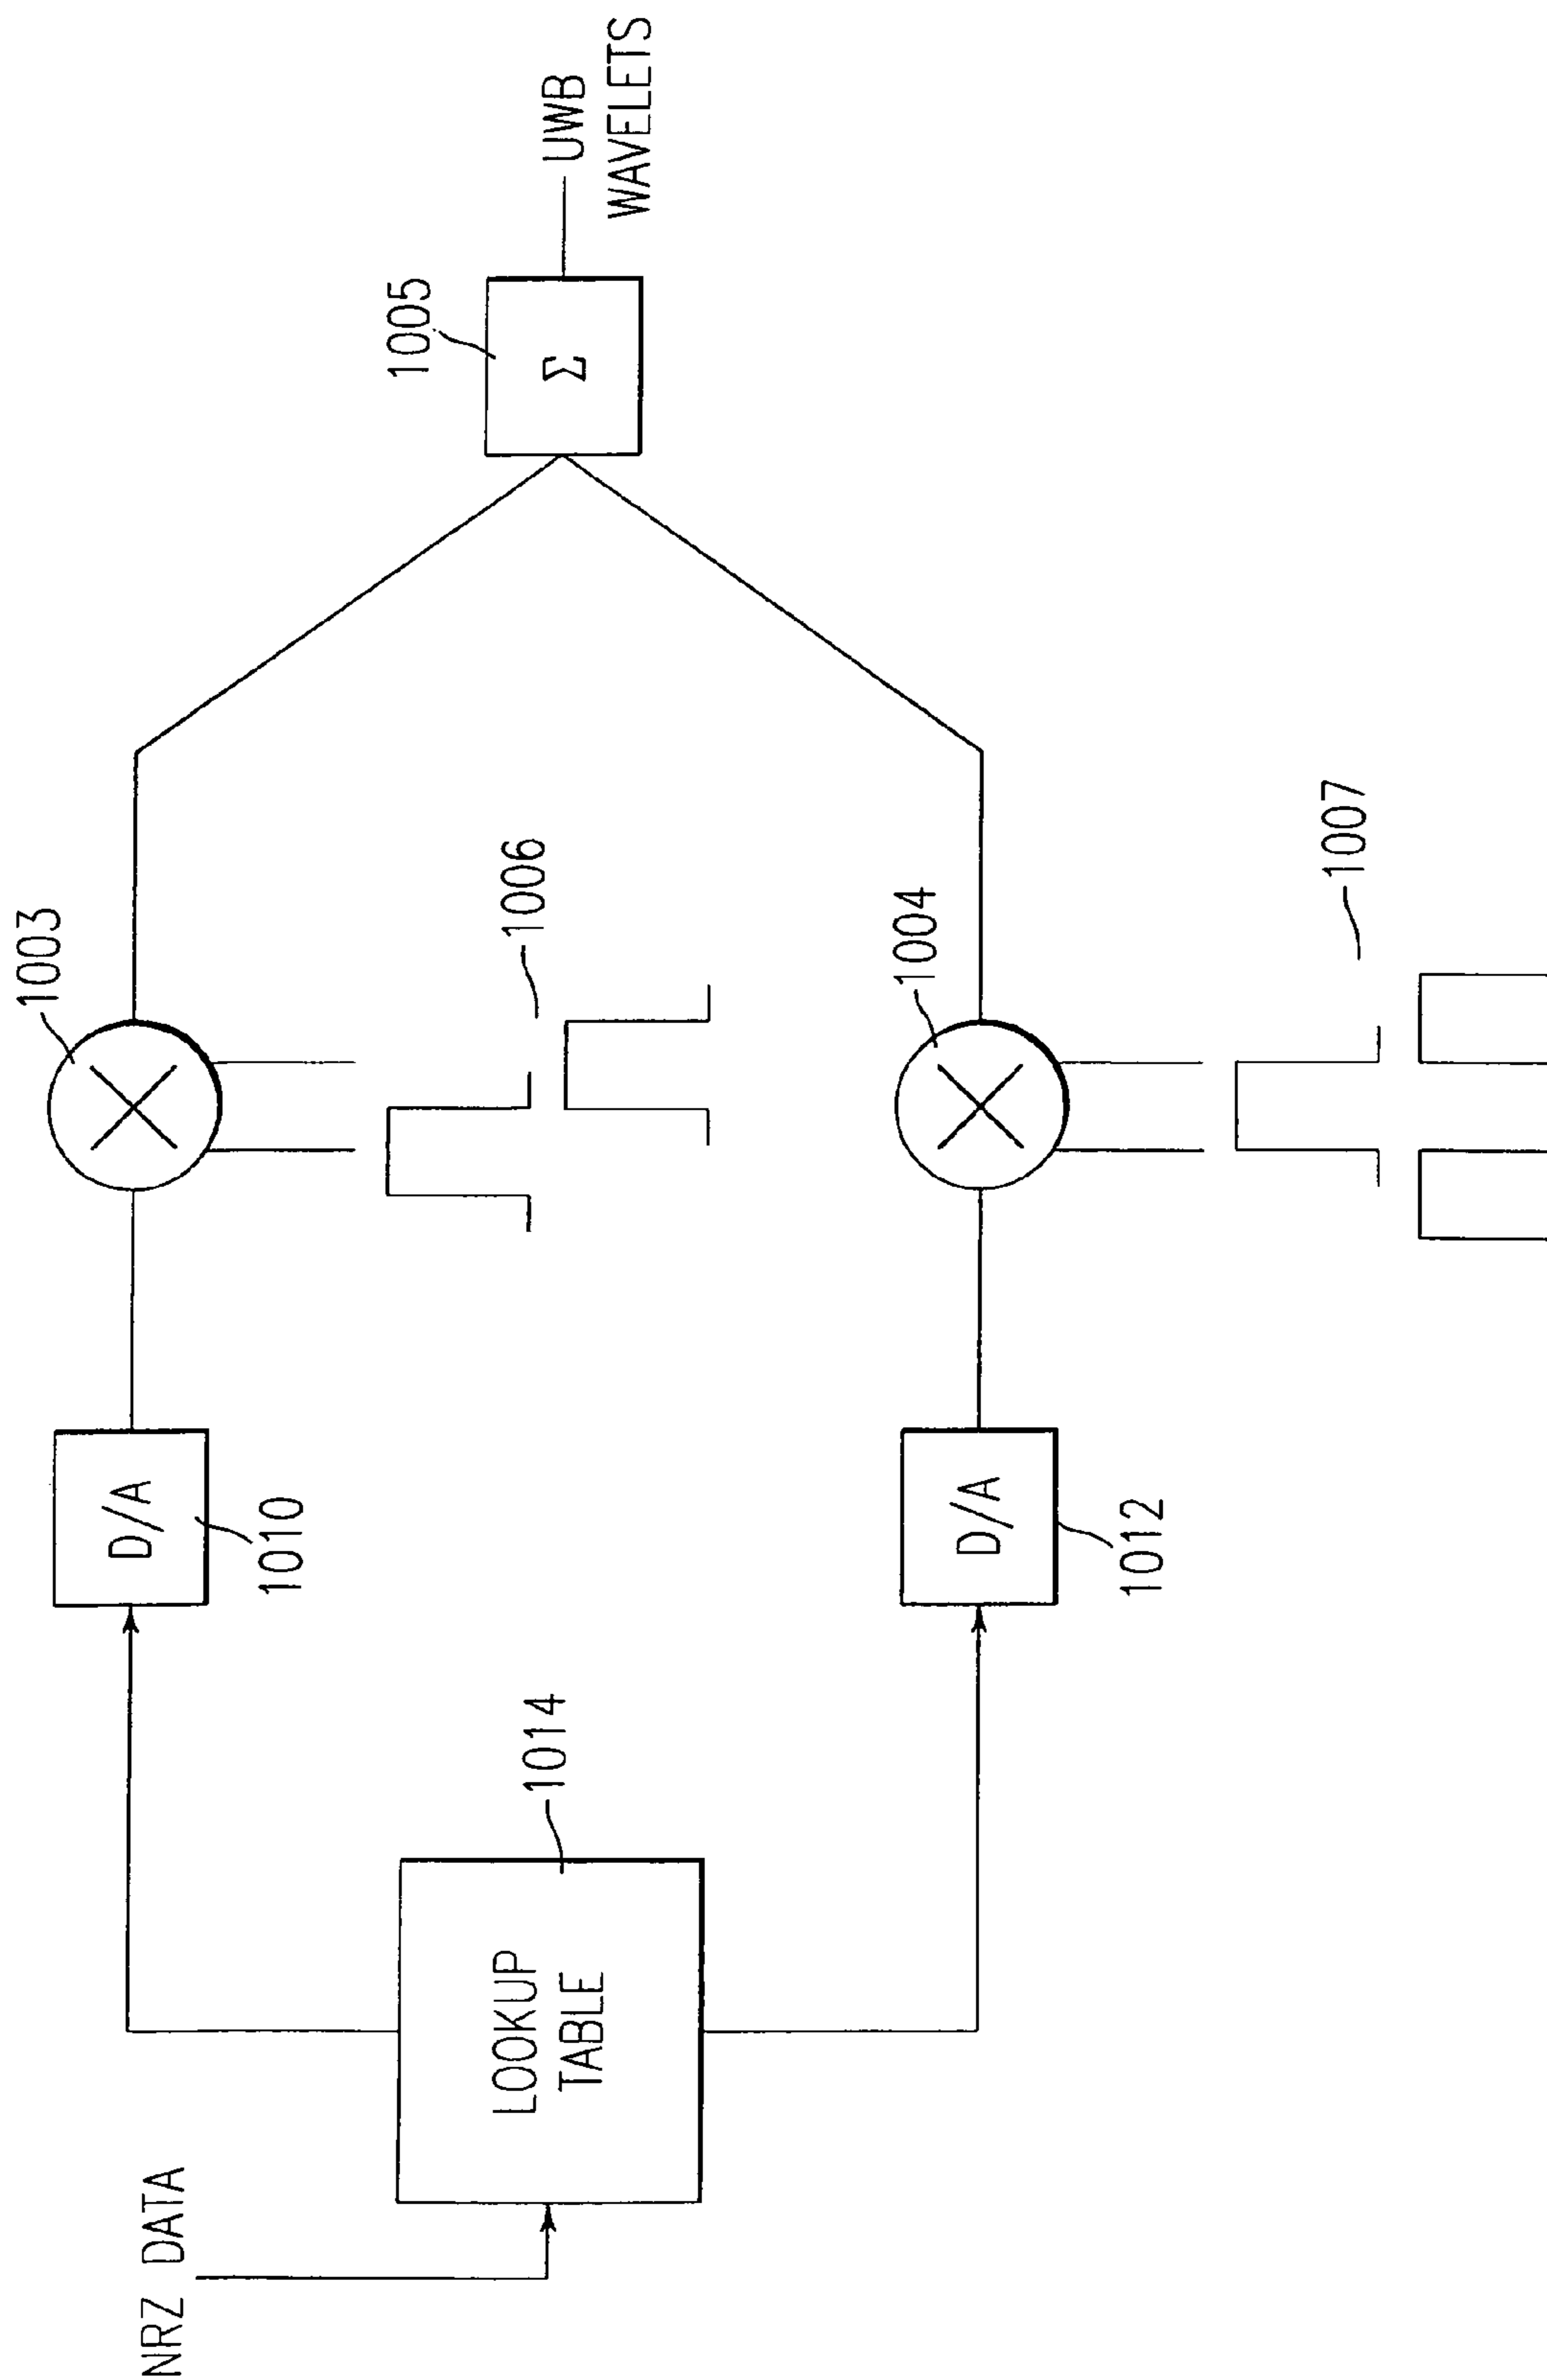 NRZ DATA
LOOKUP
TABLE
1014
D/A
1010
D/A
1012
1003
1006
1004
1007
1005
Σ
UWB
WAVELETS